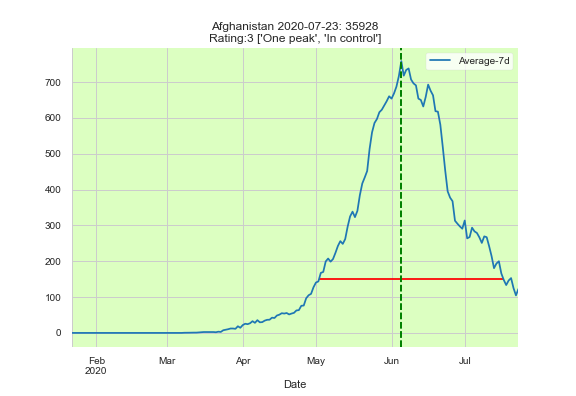 Afghanistan 2020-07-23: 35928
Rating:3 ['One peak', 'In control']
Average-7d
700
600
500
400
300
200
100
0
Feb Mar Apr May Jun Jul
2020
Date